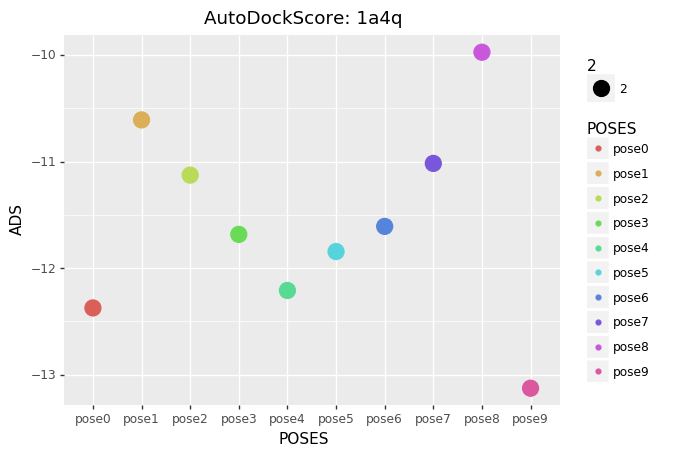 AutoDockScore: 1a4q
−10
−11
−12
−13
ADS
pose0 pose1 pose2 pose3 pose4 pose5 pose6 pose7 pose8 pose9
POSES
2
2
POSES
pose0
pose1
pose2
pose3
pose4
pose5
pose6
pose7
pose8
pose9